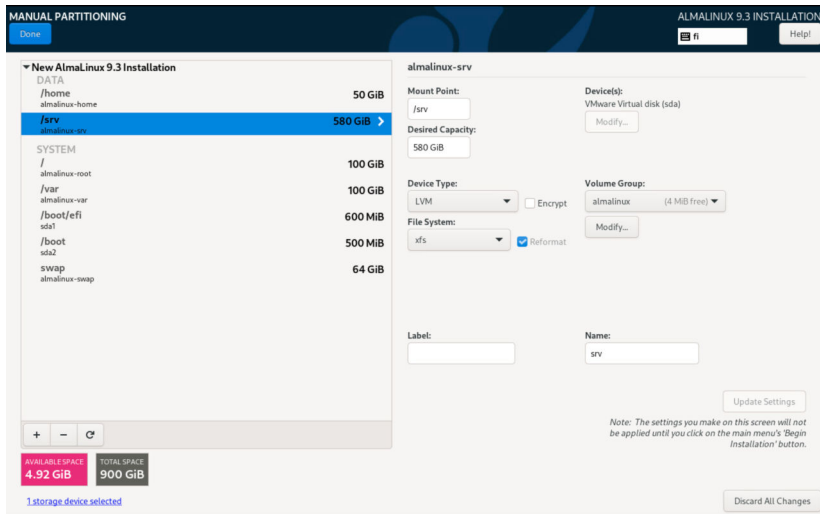 MANUAL PARTITIONING
ALMALINUX 9.3 INSTALLATION
Done
fi
Help!
New AlmaLinux 9.3 Installation
DATA
/home
50 GiB
almalinux-home
/srv
580 GiB
almalinux-srv
SYSTEM
/
100 GiB
almalinux-root
/var
100 GiB
almalinux-var
/boot/efi
600 MiB
sda1
/boot
500 MiB
sda2
swap
64 GiB
almalinux-swap
+ -
AVAILABLE SPACE
4.92 GiB
TOTAL SPACE
900 GiB
1 storage device selected
almalinux-srv
Mount Point:
/srv
Desired Capacity:
580 GiB
Device(s):
VMware Virtual disk (sda)
Modify...
Device Type:
LVM
Encrypt
Volume Group:
almalinux (4 MiB free)
Modify...
File System:
xfs
Reformat
Label:
Name:
srv
Update Settings
Note: The settings you make on this screen will not
be applied until you click on the main menu's 'Begin
Installation' button.
Discard All Changes